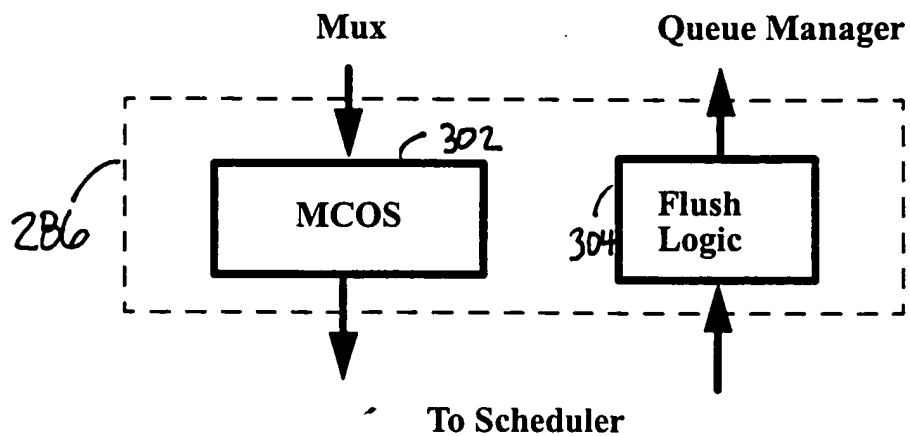 Mux
Queue Manager
302
MCOS
286
304
Flush
Logic
To Scheduler